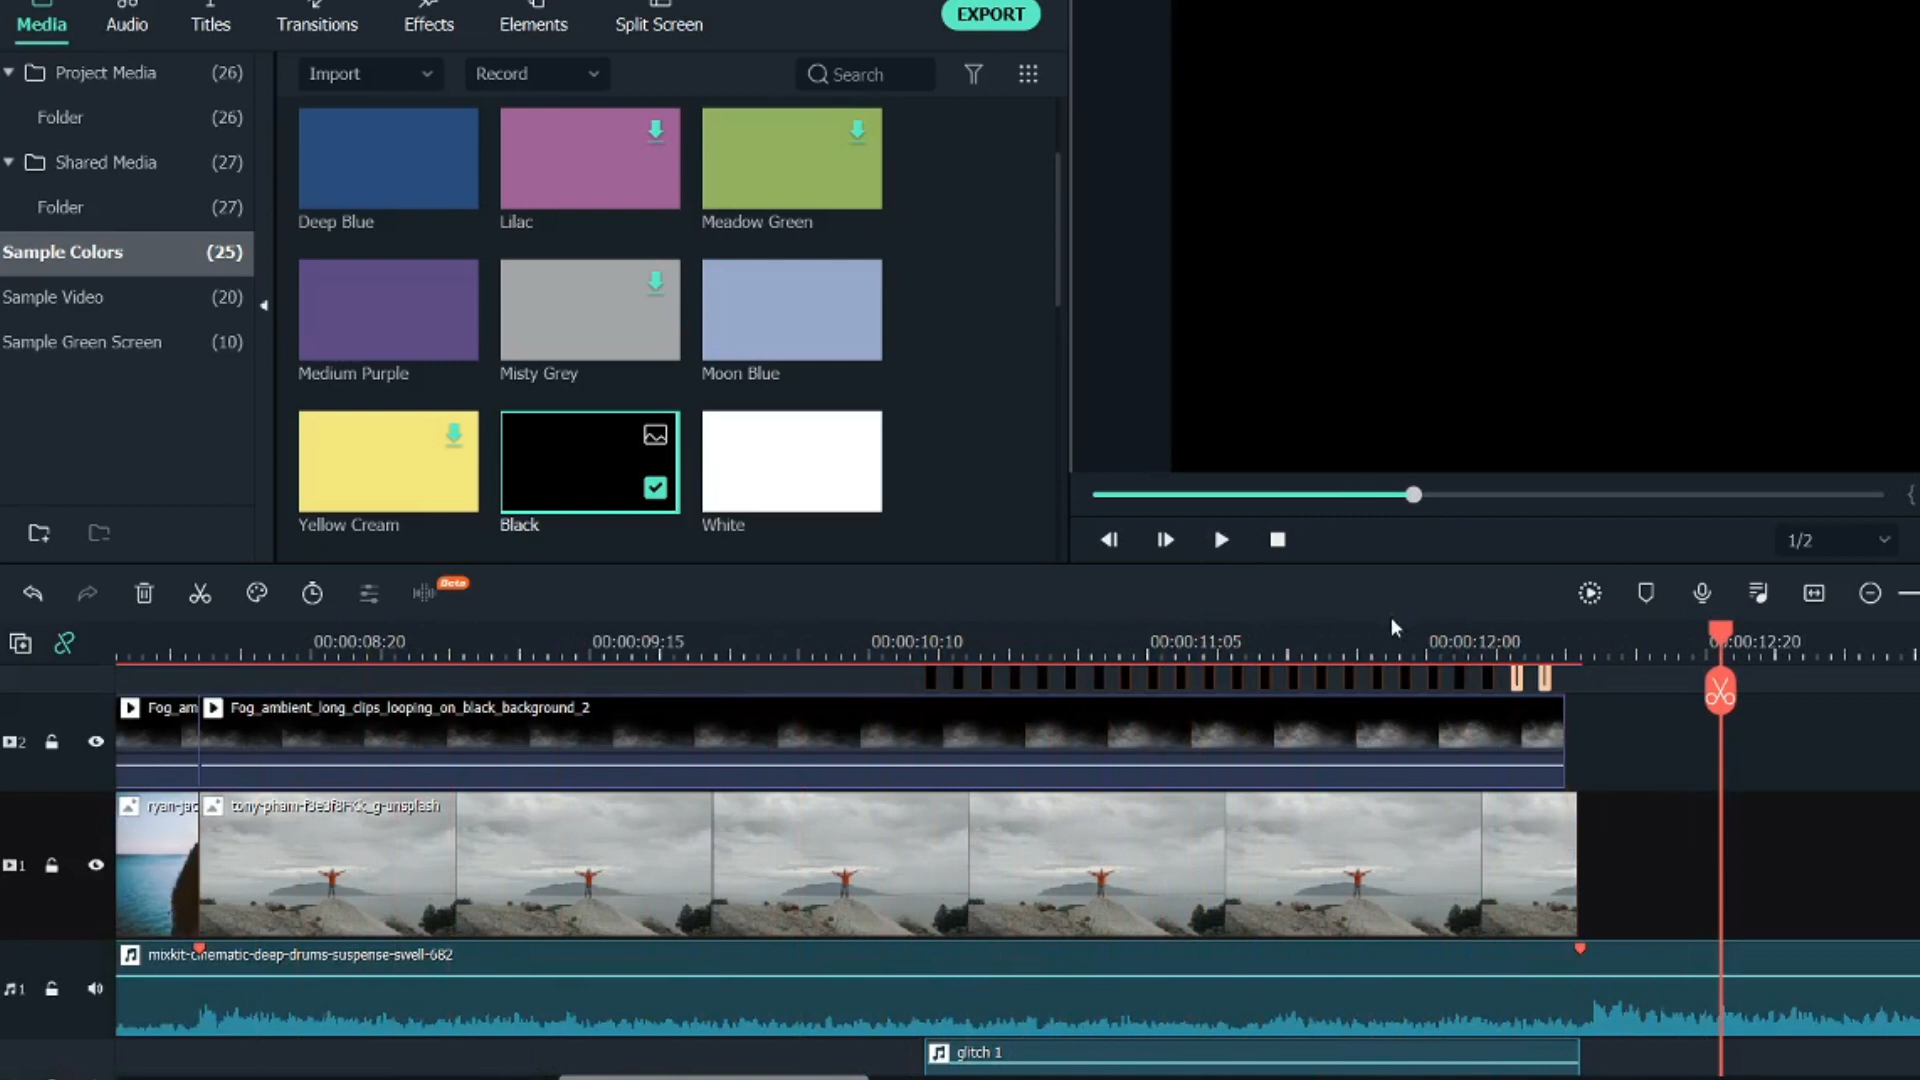 Media
Audio
Titles
Transitions
Effects
Elements
Split Screen
EXPORT
Project Media (26)
Folder (26)
Shared Media (27)
Folder (27)
Sample Colors (25)
Sample Video (20)
Sample Green Screen (10)
Import
Record
Search
Deep Blue
Lilac
Meadow Green
Medium Purple
Misty Grey
Moon Blue
Yellow Cream
Black
White
1/2
Beta
00:00:08:20
00:00:09:15
00:00:10:10
00:00:11:05
00:00:12:00
00:00:12:20
2
Fog_am
Fog_ambient_long_clips_looping_on_black_background_2
1
ryan-jac
mixkit-cinematic-deep-drums-suspense-swell-682
1
glitch 1